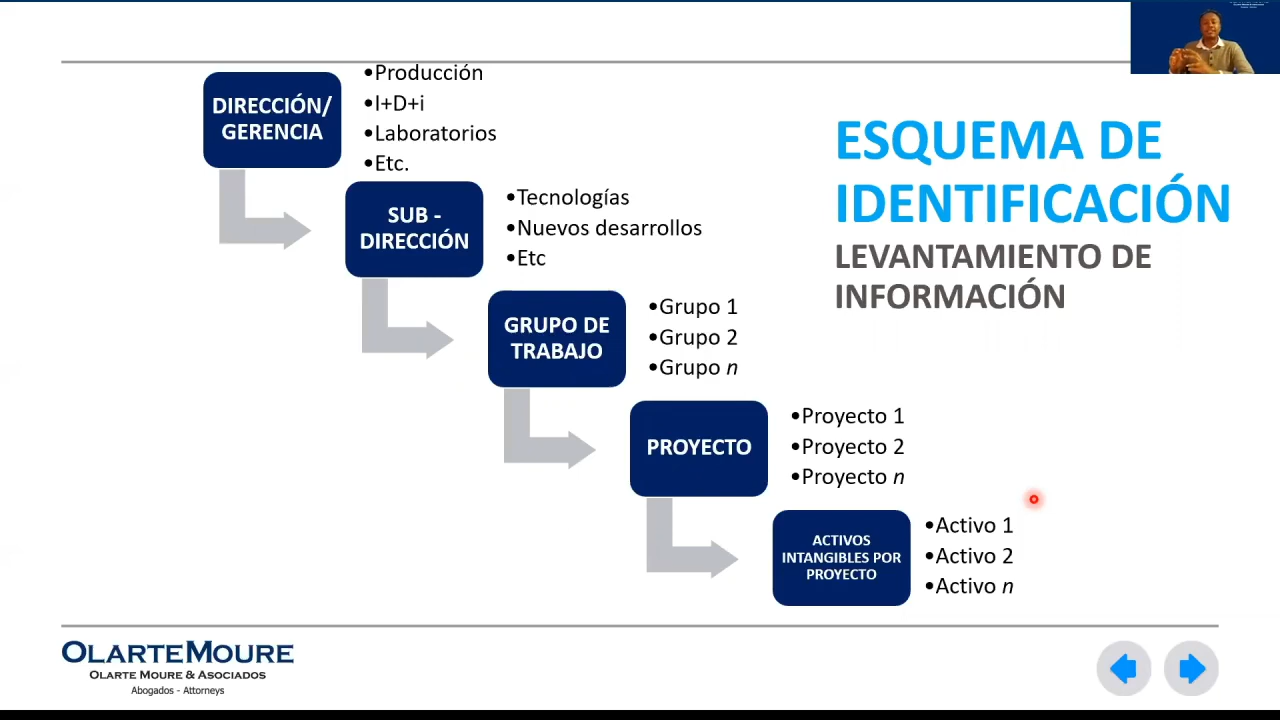 DIRECCIÓN/
GERENCIA
•Producción
•I+D+i
•Laboratorios
•Etc.
ESQUEMA DE
IDENTIFICACIÓN
LEVANTAMIENTO DE
INFORMACIÓN
SUB -
DIRECCIÓN
•Tecnologías
•Nuevos desarrollos
•Etc
GRUPO DE
TRABAJO
•Grupo 1
•Grupo 2
•Grupo n
PROYECTO
•Proyecto 1
•Proyecto 2
•Proyecto n
ACTIVOS
INTANGIBLES POR
PROYECTO
•Activo 1
•Activo 2
•Activo n
OLARTEMOURE
OLARTE MOURE & ASOCIADOS
Abogados - Attorneys